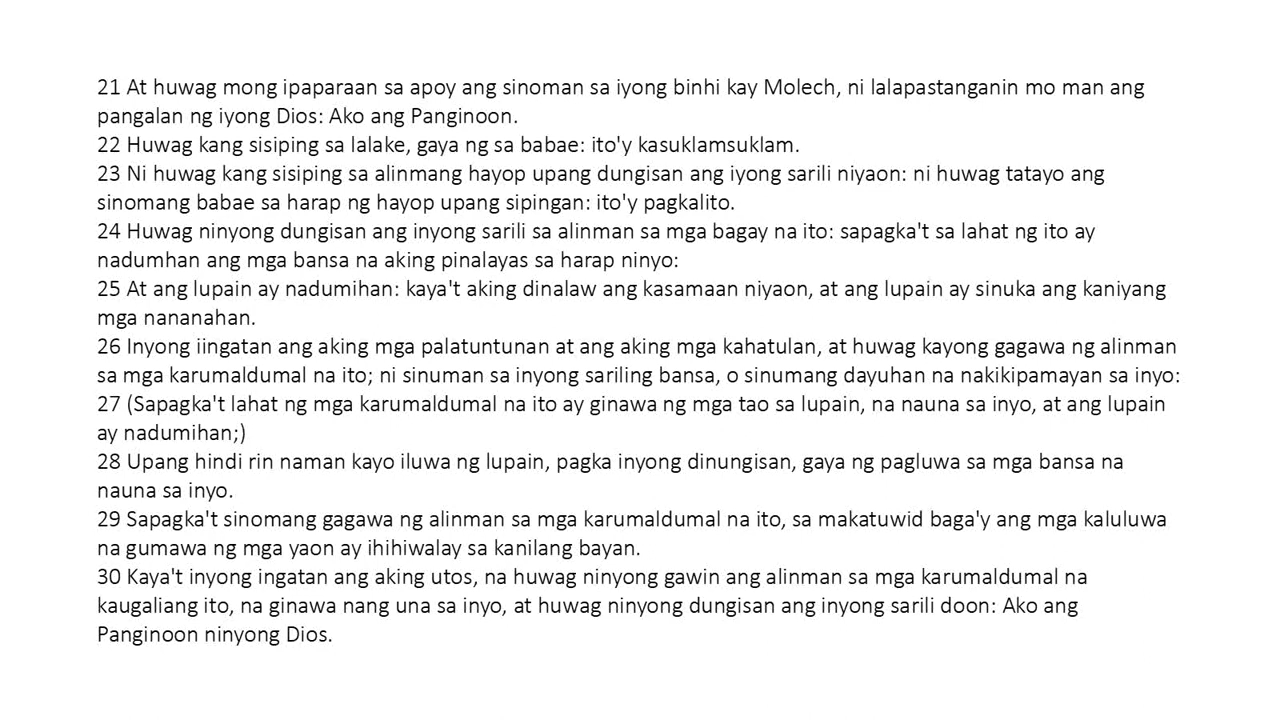 21 At huwag mong ipaparaan sa apoy ang sinoman sa iyong binhi kay Molech, ni lalapastanganin mo man ang
pangalan ng iyong Dios: Ako ang Panginoon.
22 Huwag kang sisiping sa lalake, gaya ng sa babae: ito'y kasuklamsuklam.
23 Ni huwag kang sisiping sa alinmang hayop upang dungisan ang iyong sarili niyaon: ni huwag tatayo ang
sinomang babae sa harap ng hayop upang sipingan: ito'y pagkalito.
24 Huwag ninyong dungisan ang inyong sarili sa alinman sa mga bagay na ito: sapagka't sa lahat ng ito ay
nadumhan ang mga bansa na aking pinalayas sa harap ninyo:
25 At ang lupain ay nadumihan: kaya't aking dinalaw ang kasamaan niyaon, at ang lupain ay sinuka ang kaniyang
mga nananahan.
26 Inyong iingatan ang aking mga palatuntunan at ang aking mga kahatulan, at huwag kayong gagawa ng alinman
sa mga karumaldumal na ito; ni sinuman sa inyong sariling bansa, o sinumang dayuhan na nakikipamayan sa inyo:
27 (Sapagka't lahat ng mga karumaldumal na ito ay ginawa ng mga tao sa lupain, na nauna sa inyo, at ang lupain
ay nadumihan;)
28 Upang hindi rin naman kayo iluwa ng lupain, pagka inyong dinungisan, gaya ng pagluwa sa mga bansa na
nauna sa inyo.
29 Sapagka't sinomang gagawa ng alinman sa mga karumaldumal na ito, sa makatuwid baga'y ang mga kaluluwa
na gumawa ng mga yaon ay ihihiwalay sa kanilang bayan.
30 Kaya't inyong ingatan ang aking utos, na huwag ninyong gawin ang alinman sa mga karumaldumal na
kaugaliang ito, na ginawa nang una sa inyo, at huwag ninyong dungisan ang inyong sarili doon: Ako ang
Panginoon ninyong Dios.